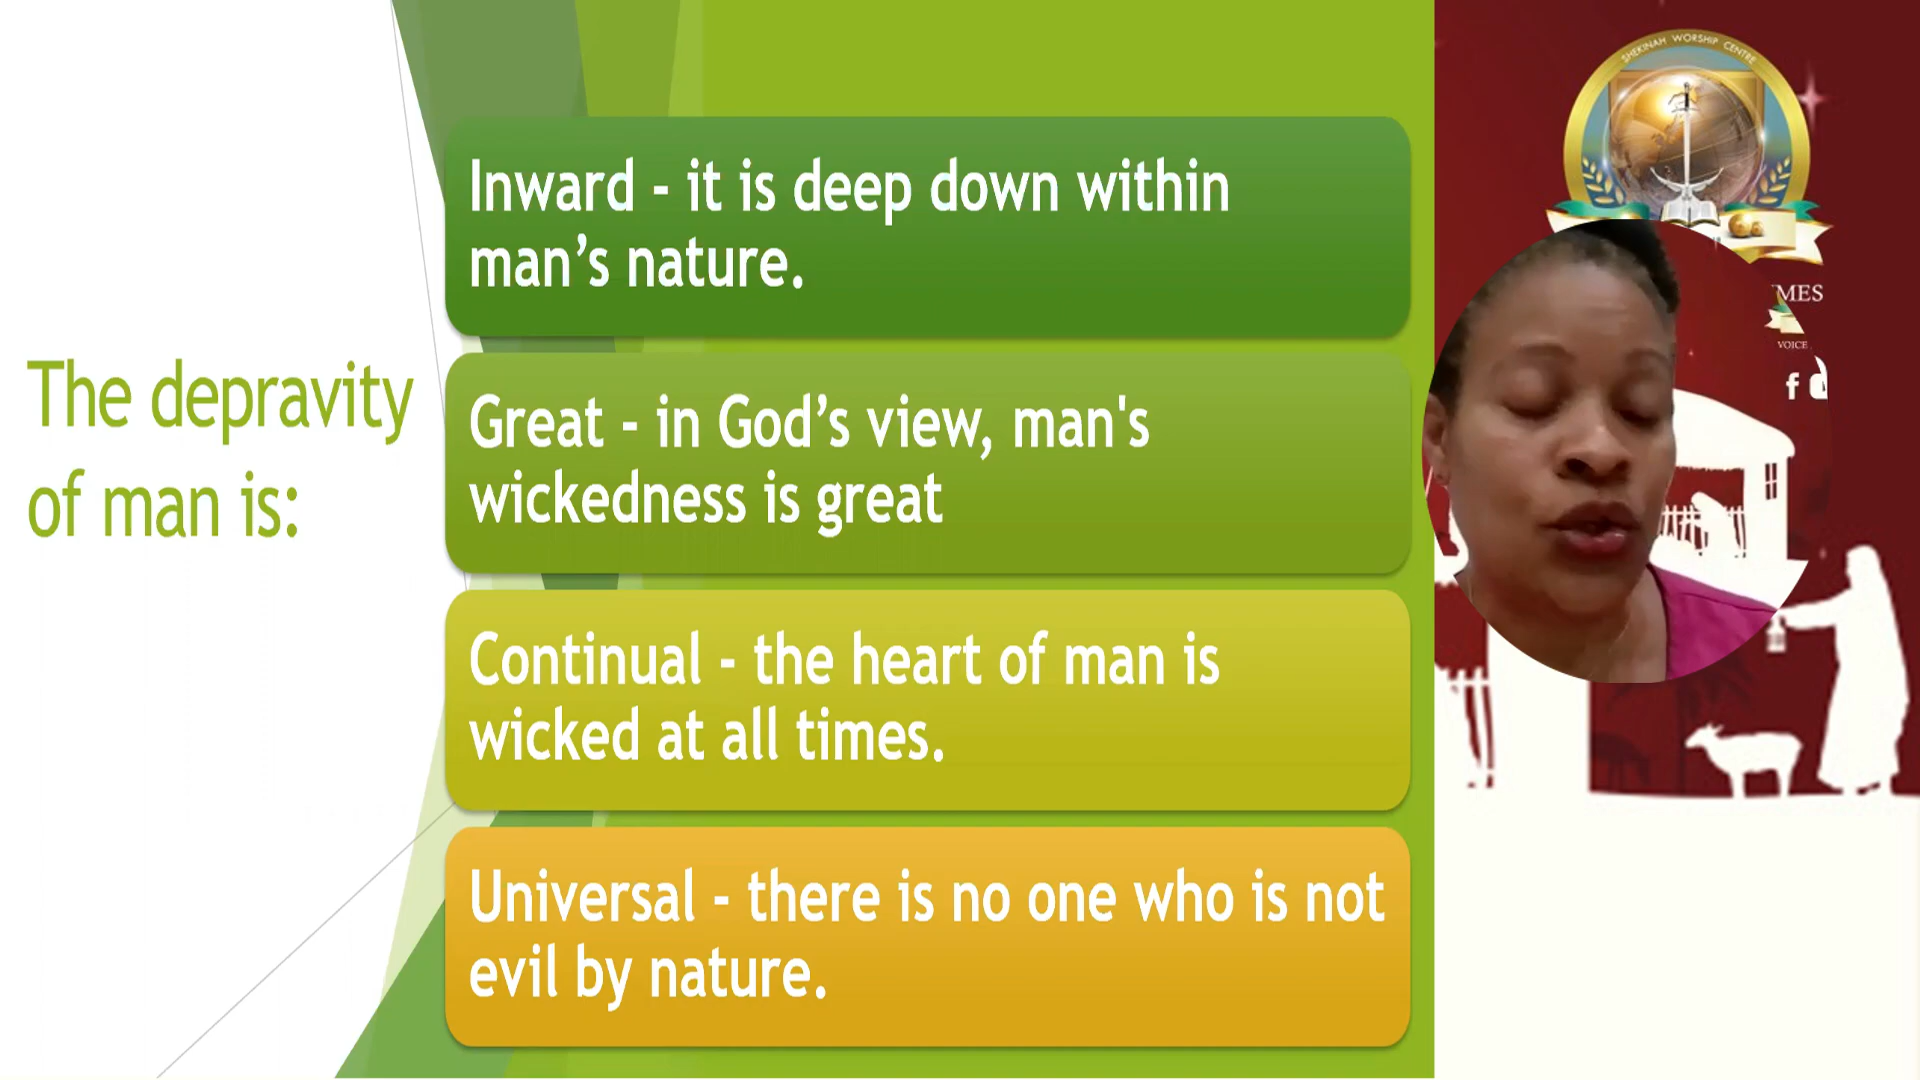 The depravity
of man is:
Inward - it is deep down within
man’s nature.
Great - in God’s view, man's
wickedness is great
Continual - the heart of man is
wicked at all times.
Universal - there is no one who is not
evil by nature.
SHEKINAH WORSHIP CENTRE
MES
VOICE
f